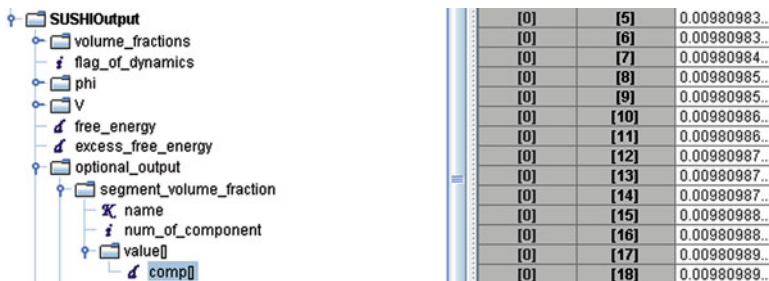 SUSHIOutput
volume_fractions
i flag_of_dynamics
phi
V
d free_energy
d excess_free_energy
optional_output
segment_volume_fraction
K name
i num_of_component
value[]
d comp[]
[0] [5] 0.00980983..
[0] [6] 0.00980983..
[0] [7] 0.00980984..
[0] [8] 0.00980985..
[0] [9] 0.00980985..
[0] [10] 0.00980986..
[0] [11] 0.00980986..
[0] [12] 0.00980987..
[0] [13] 0.00980987..
[0] [14] 0.00980987..
[0] [15] 0.00980988..
[0] [16] 0.00980988..
[0] [17] 0.00980989..
[0] [18] 0.00980989..